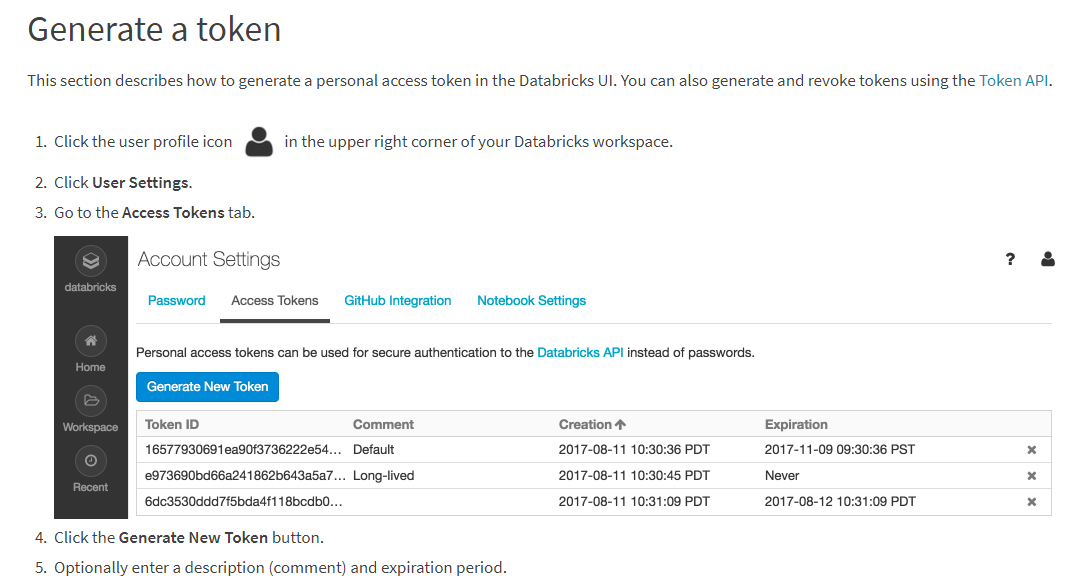 Generate a token
This section describes how to generate a personal access token in the Databricks UI. You can also generate and revoke tokens using the Token API.
1. Click the user profile icon in the upper right corner of your Databricks workspace.
2. Click User Settings.
3. Go to the Access Tokens tab.
databricks
Home
Workspace
Recent
Account Settings
?
Password Access Tokens GitHub Integration Notebook Settings
Personal access tokens can be used for secure authentication to the Databricks API instead of passwords.
Generate New Token
Token ID Comment Creation Expiration
16577930691ea90f3736222e54... Default 2017-08-11 10:30:36 PDT 2017-11-09 09:30:36 PST
e973690bd66a241862b643a5a7... Long-lived 2017-08-11 10:30:45 PDT Never
6dc3530ddd7f5bda4f118bcdb0... 2017-08-11 10:31:09 PDT 2017-08-12 10:31:09 PDT
4. Click the Generate New Token button.
5. Optionally enter a description (comment) and expiration period.